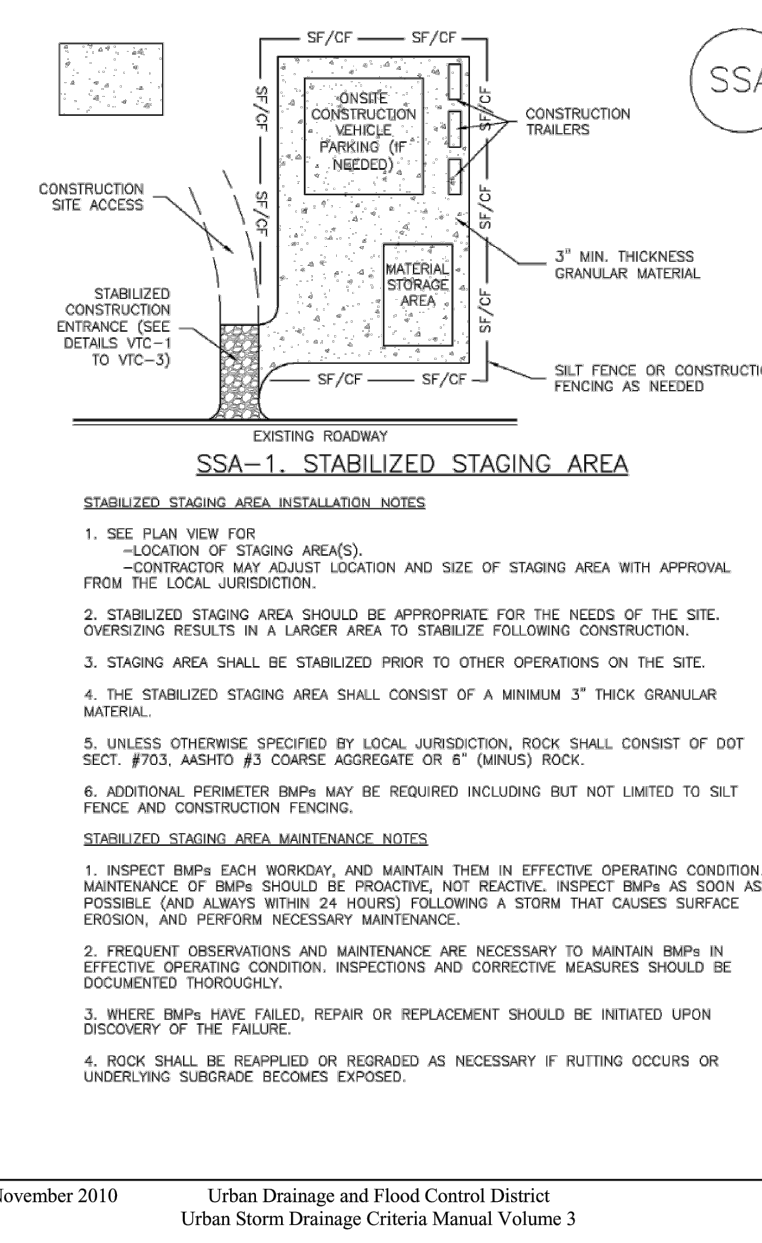 SF/CF SF/CF
SSA
SF/CF
SF/CF
ONSITE
CONSTRUCTION
VEHICLE
PARKING (IF
NEEDED)
CONSTRUCTION
TRAILERS
CONSTRUCTION
SITE ACCESS
SF/CF
SF/CF
3" MIN. THICKNESS
GRANULAR MATERIAL
MATERIAL
STORAGE
AREA
STABILIZED
CONSTRUCTION
ENTRANCE (SEE
DETAILS VTC-1
TO VTC-3)
SF/CF
SF/CF SF/CF
SILT FENCE OR CONSTRUCTI
FENCING AS NEEDED
EXISTING ROADWAY
SSA-1. STABILIZED STAGING AREA
STABILIZED STAGING AREA INSTALLATION NOTES
1. SEE PLAN VIEW FOR
-LOCATION OF STAGING AREA(S).
-CONTRACTOR MAY ADJUST LOCATION AND SIZE OF STAGING AREA WITH APPROVAL
FROM THE LOCAL JURISDICTION.
2. STABILIZED STAGING AREA SHOULD BE APPROPRIATE FOR THE NEEDS OF THE SITE.
OVERSIZING RESULTS IN A LARGER AREA TO STABILIZE FOLLOWING CONSTRUCTION.
3. STAGING AREA SHALL BE STABILIZED PRIOR TO OTHER OPERATIONS ON THE SITE.
4. THE STABILIZED STAGING AREA SHALL CONSIST OF A MINIMUM 3" THICK GRANULAR
MATERIAL.
5. UNLESS OTHERWISE SPECIFIED BY LOCAL JURISDICTION, ROCK SHALL CONSIST OF DOT
SECT. #703, AASHTO #3 COARSE AGGREGATE OR 6" (MINUS) ROCK.
6. ADDITIONAL PERIMETER BMPs MAY BE REQUIRED INCLUDING BUT NOT LIMITED TO SILT
FENCE AND CONSTRUCTION FENCING.
STABILIZED STAGING AREA MAINTENANCE NOTES
1. INSPECT BMPs EACH WORKDAY, AND MAINTAIN THEM IN EFFECTIVE OPERATING CONDITION.
MAINTENANCE OF BMPs SHOULD BE PROACTIVE, NOT REACTIVE. INSPECT BMPs AS SOON AS
POSSIBLE (AND ALWAYS WITHIN 24 HOURS) FOLLOWING A STORM THAT CAUSES SURFACE
EROSION, AND PERFORM NECESSARY MAINTENANCE.
2. FREQUENT OBSERVATIONS AND MAINTENANCE ARE NECESSARY TO MAINTAIN BMPs IN
EFFECTIVE OPERATING CONDITION. INSPECTIONS AND CORRECTIVE MEASURES SHOULD BE
DOCUMENTED THOROUGHLY.
3. WHERE BMPs HAVE FAILED, REPAIR OR REPLACEMENT SHOULD BE INITIATED UPON
DISCOVERY OF THE FAILURE.
4. ROCK SHALL BE REAPPLIED OR REGRADED AS NECESSARY IF RUTTING OCCURS OR
UNDERLYING SUBGRADE BECOMES EXPOSED.
November 2010 Urban Drainage and Flood Control District
Urban Storm Drainage Criteria Manual Volume 3